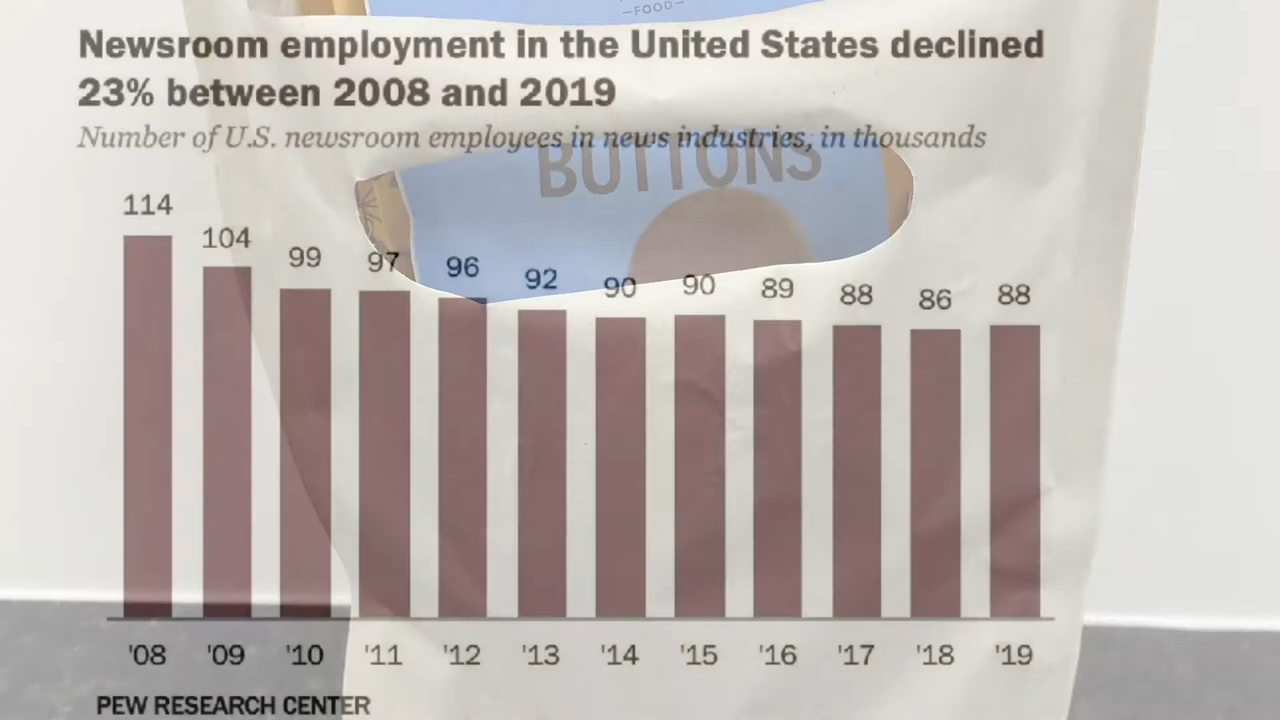 —FOOD—
Newsroom employment in the United States declined
23% between 2008 and 2019
Number of U.S. newsroom employees in news industries, in thousands
BUTTONS
114
104
99
97
96
92
90
90
89
88
86
88
'08 '09 '10 '11 '12 '13 '14 '15 '16 '17 '18 '19
PEW RESEARCH CENTER